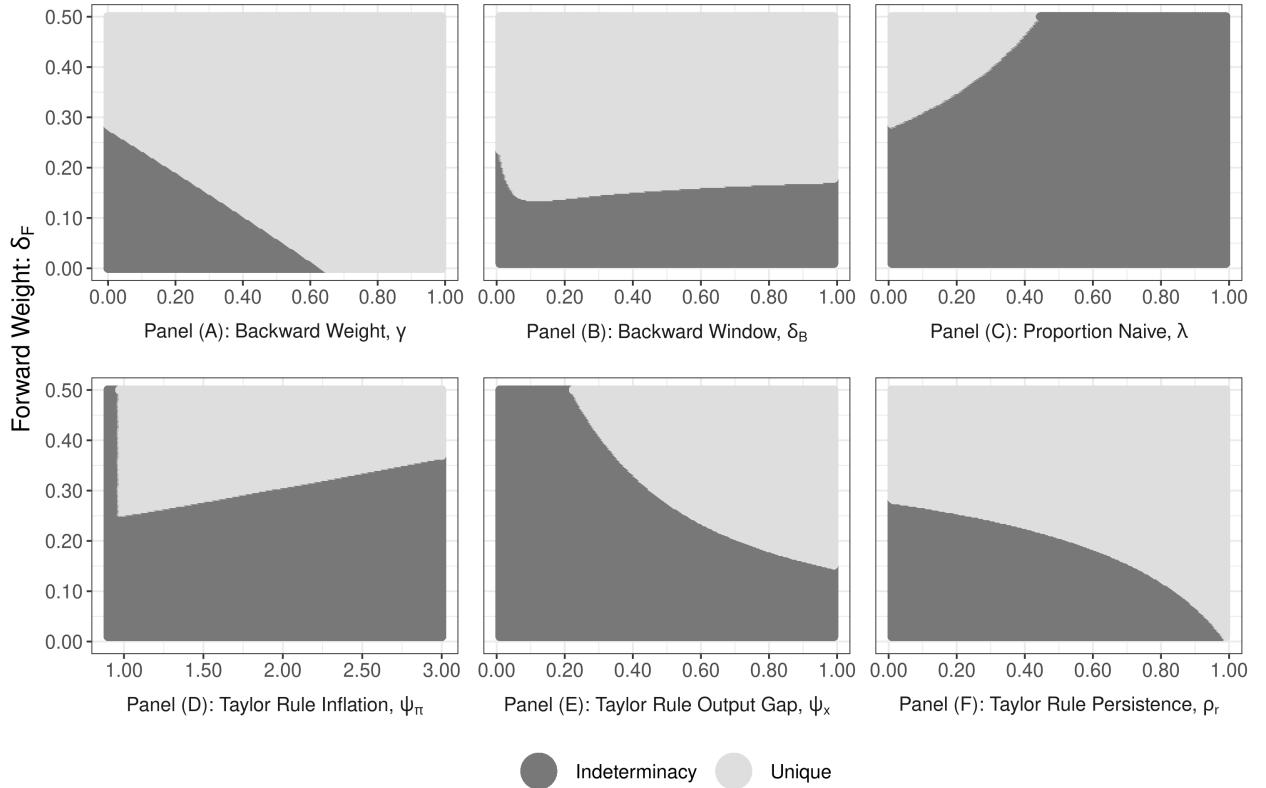 Forward Weight: δF
0.50
0.40
0.30
0.20
0.10
0.00
0.00 0.20 0.40 0.60 0.80 1.00
0.00 0.20 0.40 0.60 0.80 1.00
0.00 0.20 0.40 0.60 0.80 1.00
Panel (A): Backward Weight, γ
Panel (B): Backward Window, δB
Panel (C): Proportion Naive, λ
0.50
0.40
0.30
0.20
0.10
0.00
1.00 1.50 2.00 2.50 3.00
0.00 0.20 0.40 0.60 0.80 1.00
0.00 0.20 0.40 0.60 0.80 1.00
Panel (D): Taylor Rule Inflation, ψπ
Panel (E): Taylor Rule Output Gap, ψx
Panel (F): Taylor Rule Persistence, ρr
Indeterminacy Unique